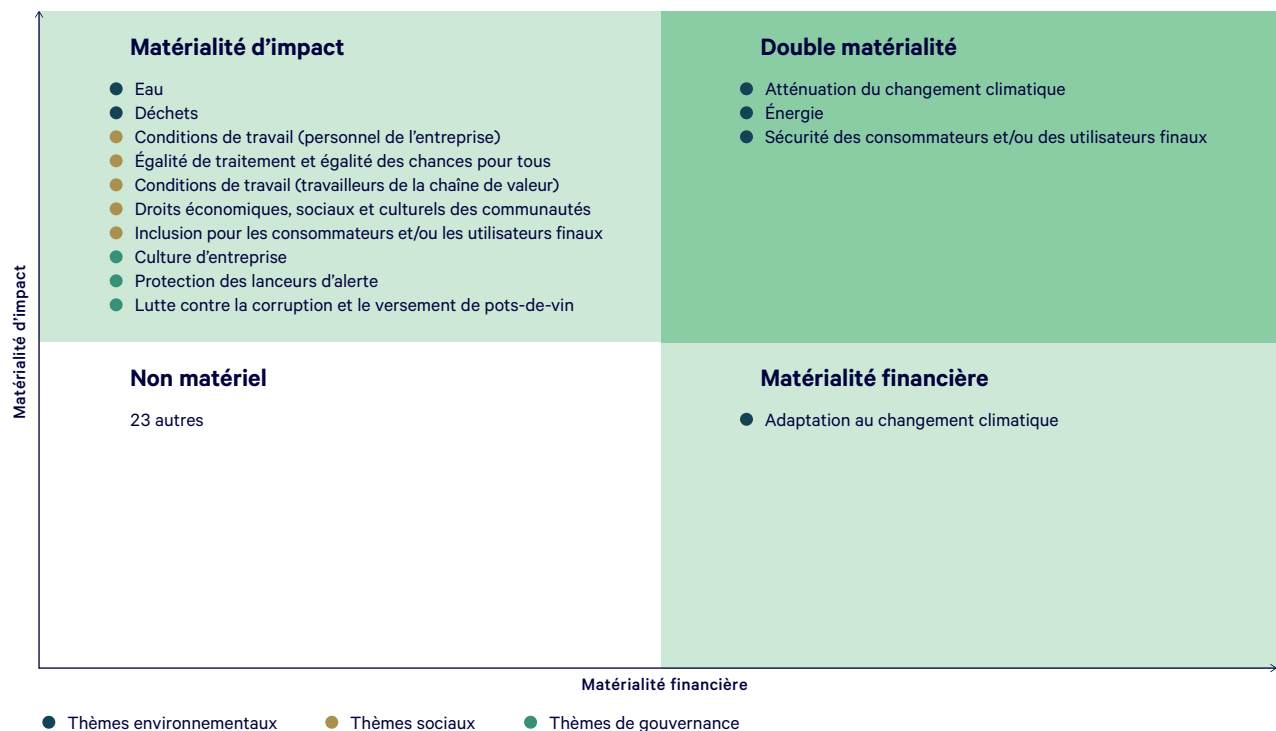 Matérialité d’impact
Eau
Déchets
Conditions de travail (personnel de l’entreprise)
Égalité de traitement et égalité des chances pour tous
Conditions de travail (travailleurs de la chaîne de valeur)
Droits économiques, sociaux et culturels des communautés
Inclusion pour les consommateurs et/ou les utilisateurs finaux
Culture d’entreprise
Protection des lanceurs d’alerte
Lutte contre la corruption et le versement de pots-de-vin
Double matérialité
Atténuation du changement climatique
Énergie
Sécurité des consommateurs et/ou des utilisateurs finaux
Matérialité d’impact
Non matériel
23 autres
Matérialité financière
Adaptation au changement climatique
Matérialité financière
Thèmes environnementaux
Thèmes sociaux
Thèmes de gouvernance